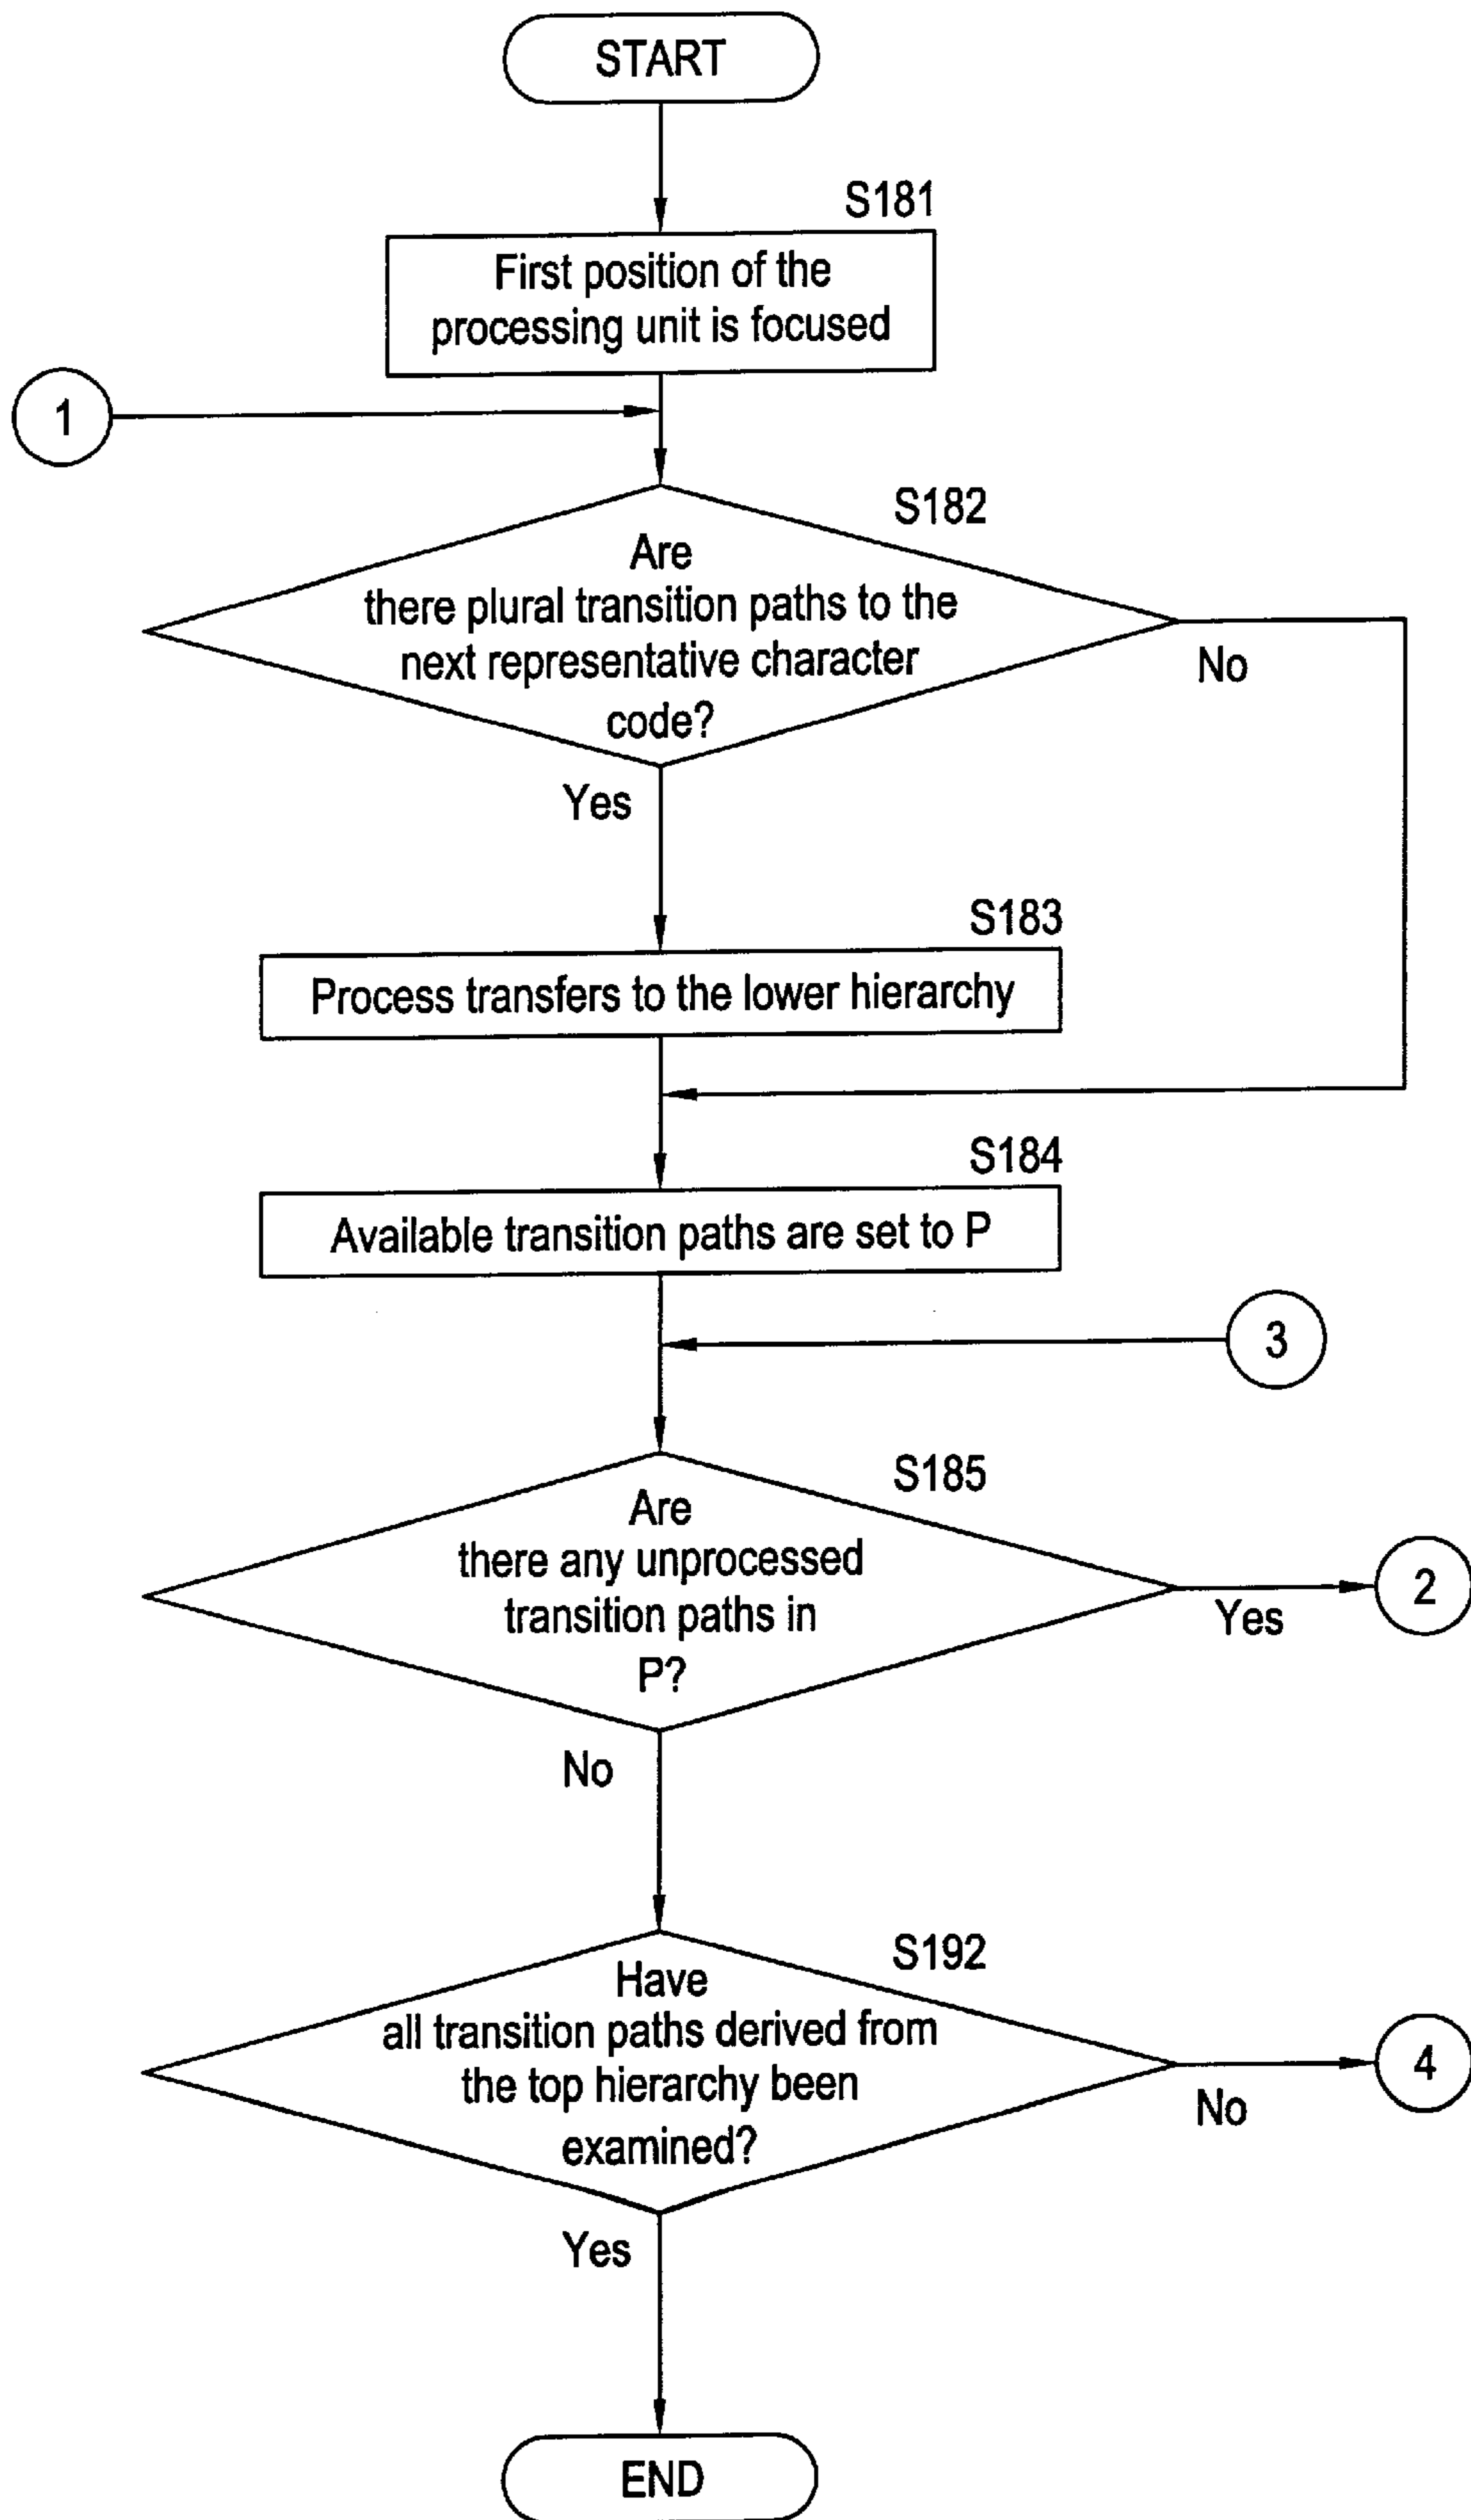 START
S181
First position of the
processing unit is focused
1
S182
Are
there plural transition paths to the
next representative character
code?
No
Yes
S183
Process transfers to the lower hierarchy
S184
Available transition paths are set to P
3
S185
Are
there any unprocessed
transition paths in
P?
2
Yes
No
S192
Have
all transition paths derived from
the top hierarchy been
examined?
4
No
Yes
END